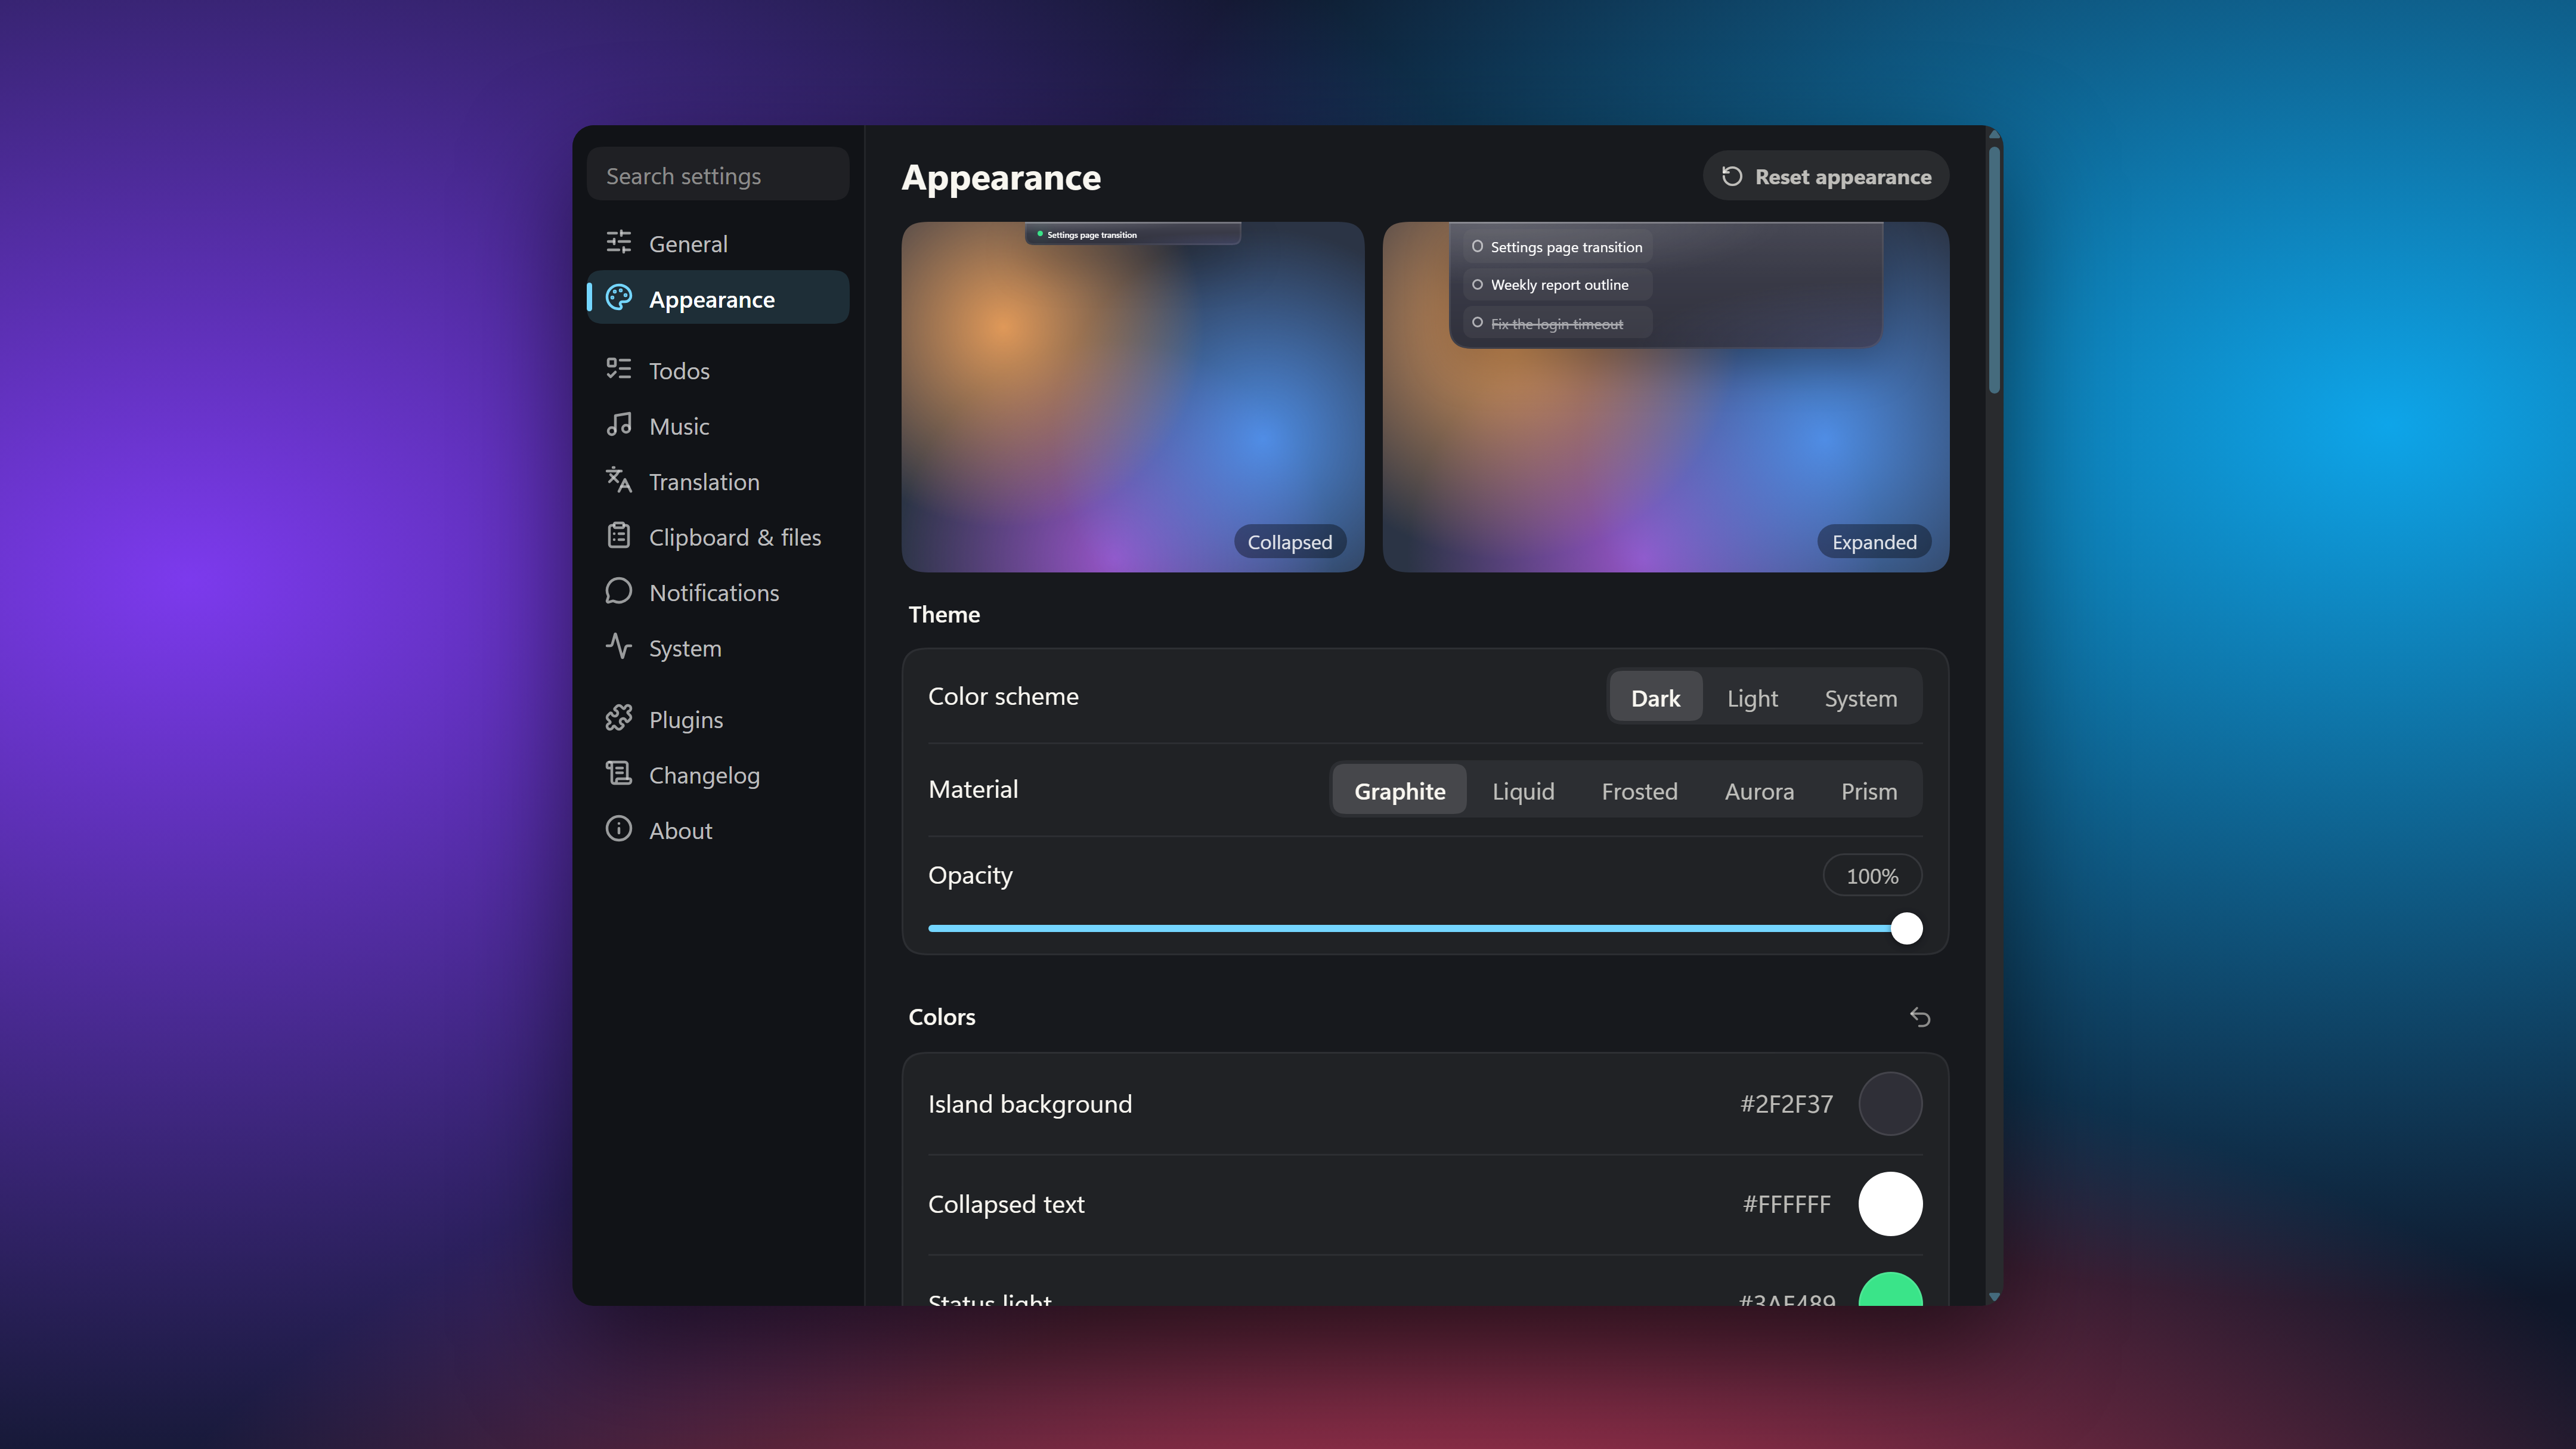 Search settings
General
Appearance
Todos
Music
Translation
Clipboard & files
Notifications
System
Plugins
Changelog
About
Appearance
Reset appearance
Settings page transition
Collapsed
Settings page transition
Weekly report outline
Fix the login timeout
Expanded
Theme
Color scheme
Dark Light System
Material
Graphite Liquid Frosted Aurora Prism
Opacity
100%
Colors
Island background
#2F2F37
Collapsed text
#FFFFFF
Status light